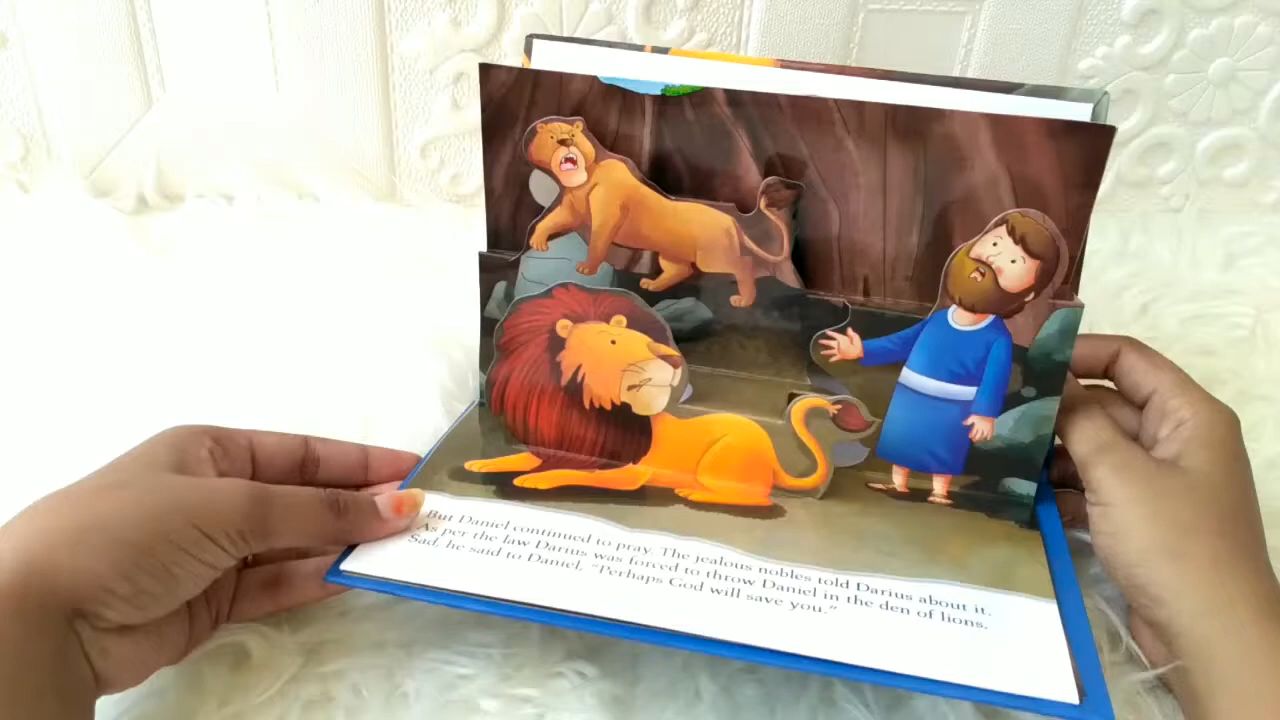 But Daniel continued to pray. The jealous nobles told Darius about it.
As per the law Darius was forced to throw Daniel in the den of lions.
Sad, he said to Daniel, “Perhaps God will save you.”